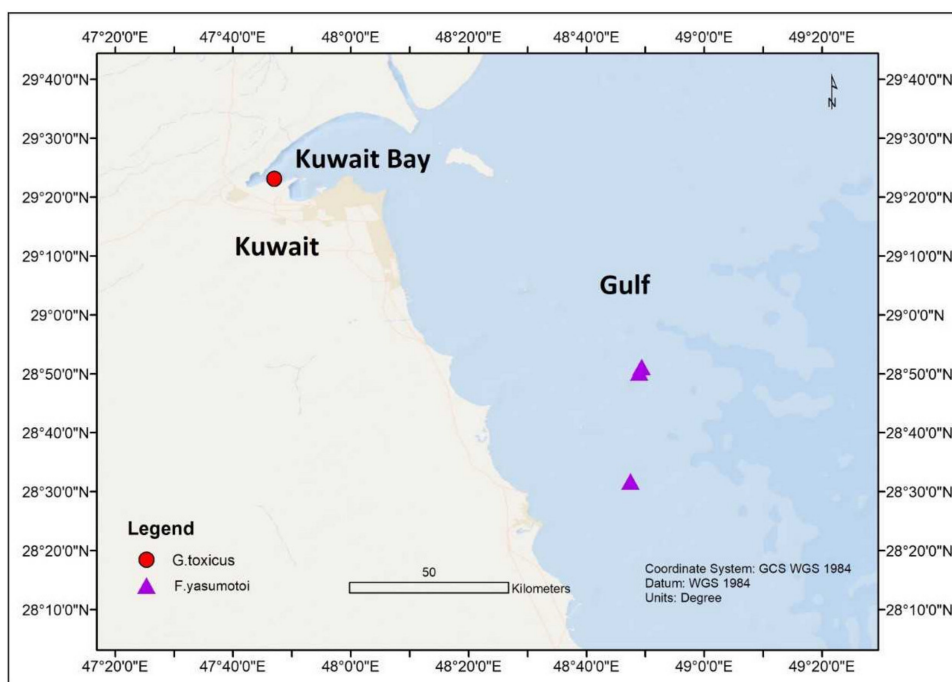 47°20'0"E 47°40'0"E 48°0'0"E 48°20'0"E 48°40'0"E 49°0'0"E 49°20'0"E
29°40'0"N 29°40'0"N
N
29°30'0"N 29°30'0"N
Kuwait Bay
29°20'0"N 29°20'0"N
Kuwait
29°10'0"N 29°10'0"N
Gulf
29°0'0"N 29°0'0"N
28°50'0"N 28°50'0"N
28°40'0"N 28°40'0"N
28°30'0"N 28°30'0"N
Legend
G.toxicus
F.yasumotoi
50
Kilometers
Coordinate System: GCS WGS 1984
Datum: WGS 1984
Units: Degree
28°20'0"N 28°20'0"N
28°10'0"N 28°10'0"N
47°20'0"E 47°40'0"E 48°0'0"E 48°20'0"E 48°40'0"E 49°0'0"E 49°20'0"E